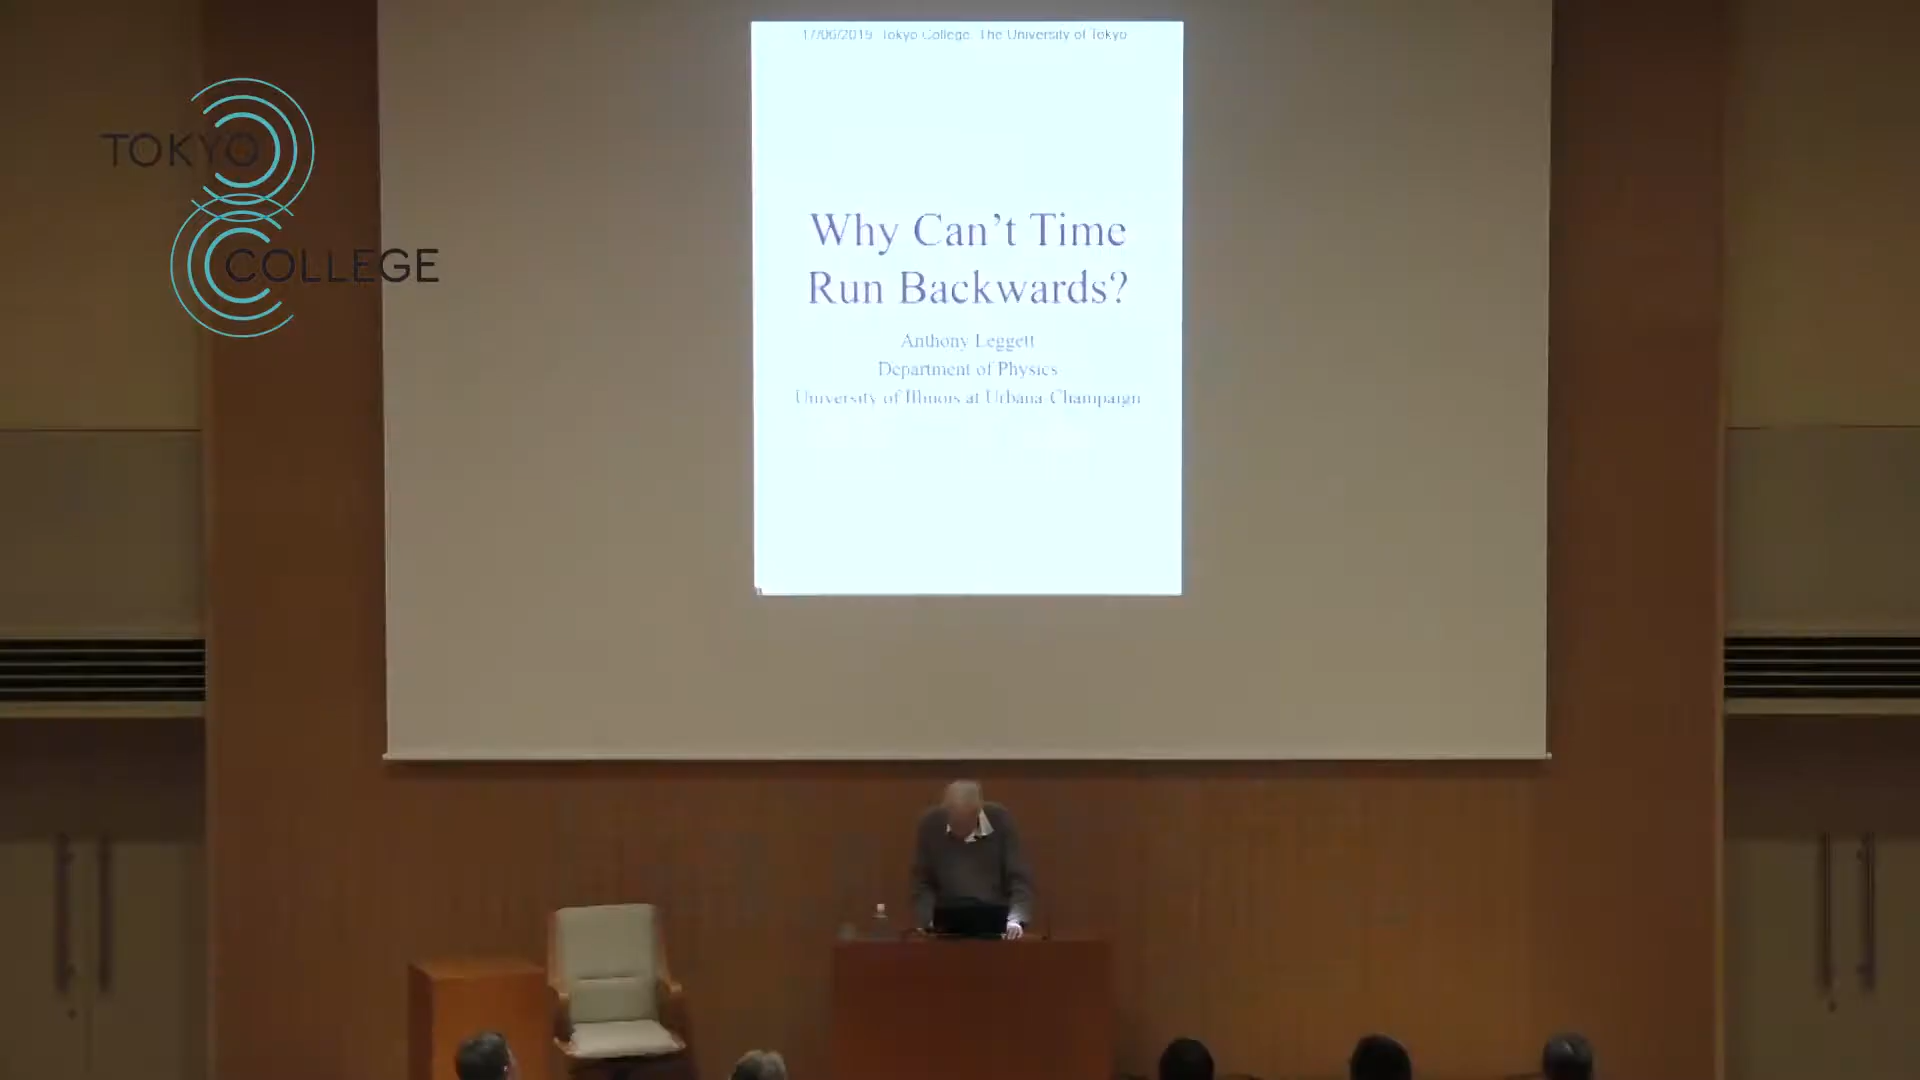 17/06/2019 Tokyo College, The University of Tokyo
TOKYO
COLLEGE
Why Can't Time
Run Backwards?
Anthony Leggett
Department of Physics
University of Illinois at Urbana-Champaign